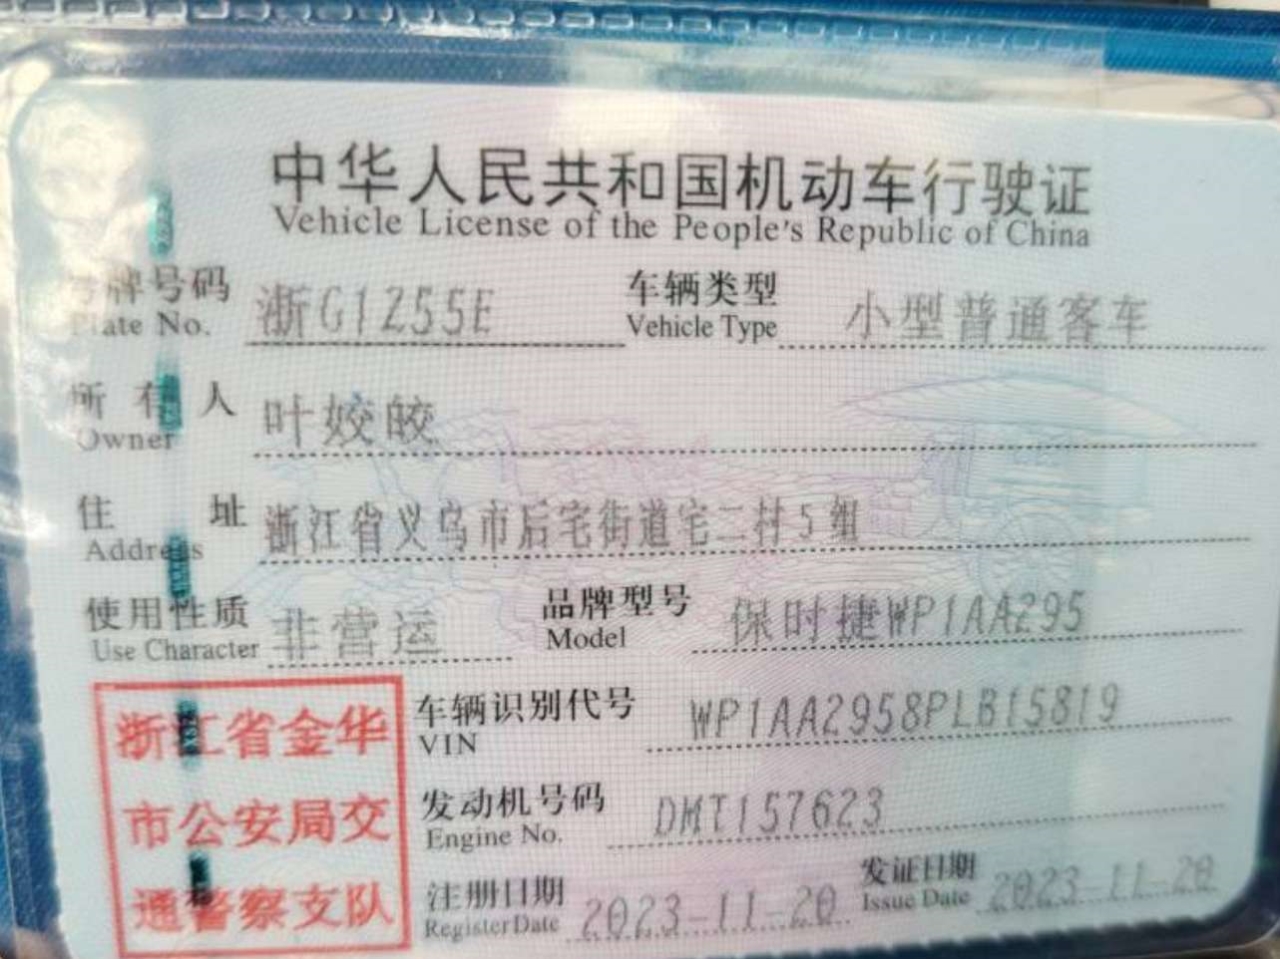 中华人民共和国机动车行驶证
Vehicle License of the People's Republic of China
号牌号码 浙G1255E 车辆类型 小型普通客车
Plate No. Vehicle Type
所有人 叶姣皎
Owner
住址 浙江省义乌市后宅街道宅二村5组
Address
使用性质 非营运 品牌型号 保时捷WP1AA295
Use Character Model
浙江省金华 车辆识别代号 WP1AA2958PLB15819
VIN
市公安局交 发动机号码 DMT157623
Engine No.
通警察支队 注册日期 2023-11-20 发证日期 2023-11-20
Register Date Issue Date